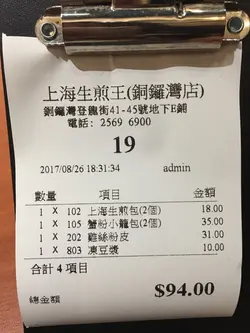 上海生煎王(銅鑼灣店)
銅鑼灣登龍街41-45號地下E鋪
電話: 2569 6900
19
2017/08/26 18:31:34 admin
數量 項目 金額
1 X 102 上海生煎包(2個) 18.00
1 X 105 蟹粉小籠包(2個) 35.00
1 X 202 雞絲粉皮 31.00
1 X 803 凍豆漿 10.00
合計 4 項目
總金額 $94.00